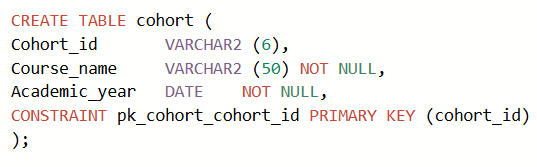 CREATE TABLE cohort (
Cohort_id VARCHAR2 (6),
Course_name VARCHAR2 (50) NOT NULL,
Academic_year DATE NOT NULL,
CONSTRAINT pk_cohort_cohort_id PRIMARY KEY (cohort_id)
);